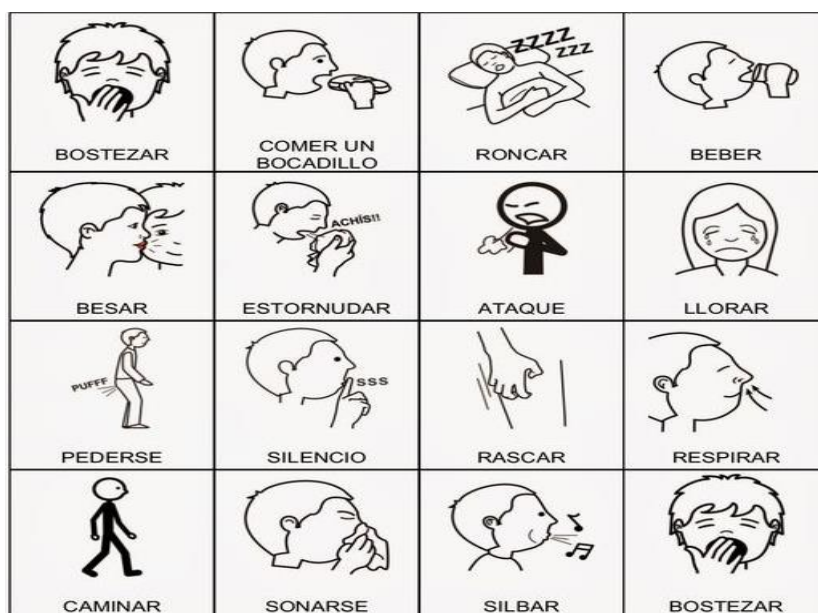 ZZZZ
ZZZ
BOSTEZAR
COMER UN
BOCADILLO
RONCAR
BEBER
BESAR
ACHÍS!!
ESTORNUDAR
ATAQUE
LLORAR
PUFFF
PEDERSE
SSS
SILENCIO
RASCAR
RESPIRAR
CAMINAR
SONARSE
SILBAR
BOSTEZAR